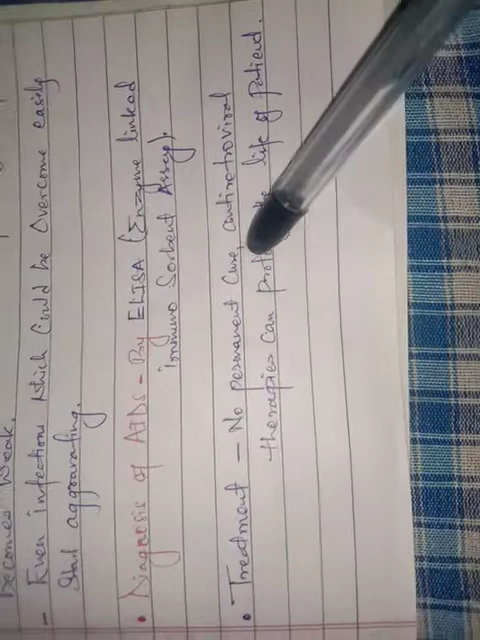 becomes weak.
- Even infections which could be overcome easily
start aggravating.
• Diagnosis of AIDs - By ELISA (Enzyme linked
immuno Sorbent Assay).
• Treatment - No permanent Cure, antiretroviral
therapies can life of patient.